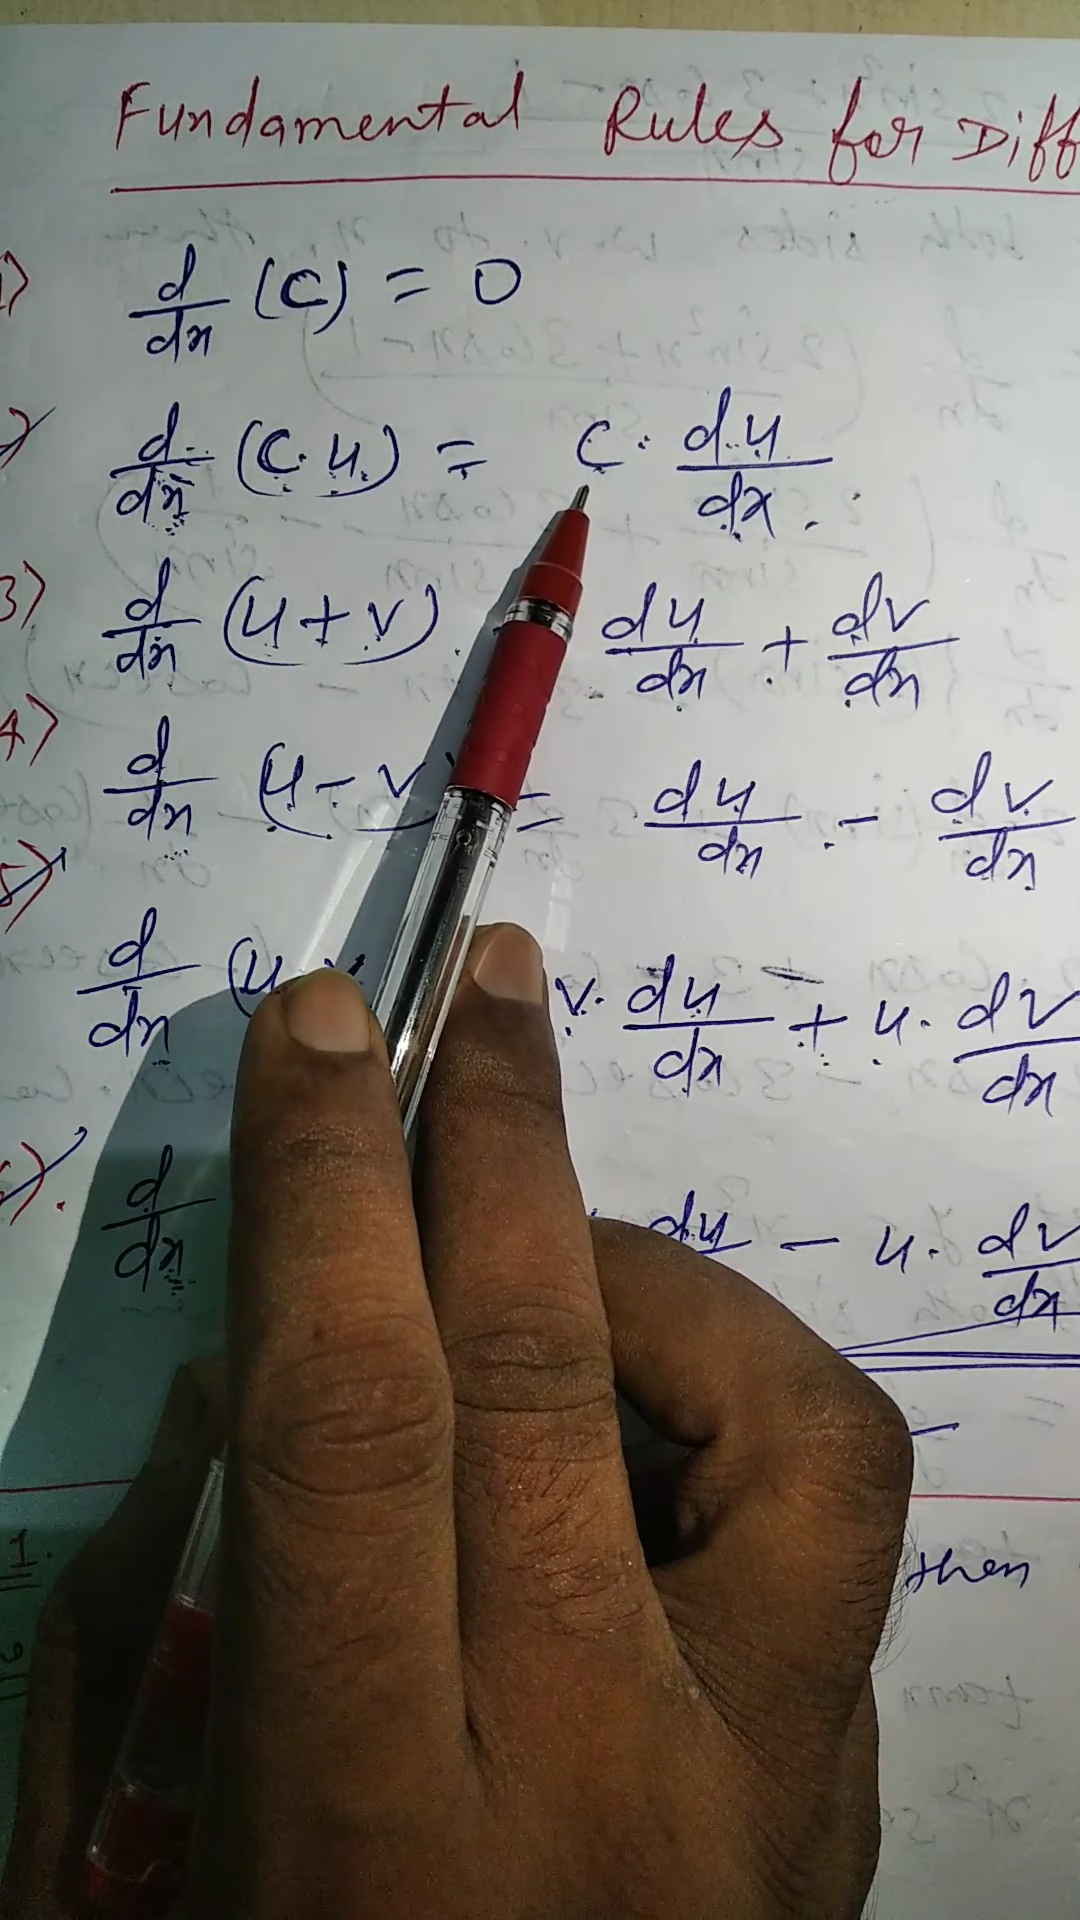 Fundamental Rules for Diff
1) d/dx (c) = 0
2) d/dx (c·u) = c· du/dx.
3) d/dx (u+v) du/dx + dv/dx
4) d/dx (u-v) = du/dx - dv/dx
5) d/dx (u· v· du/dx + u· dv/dx
d/dx du - u· dv/dx
then